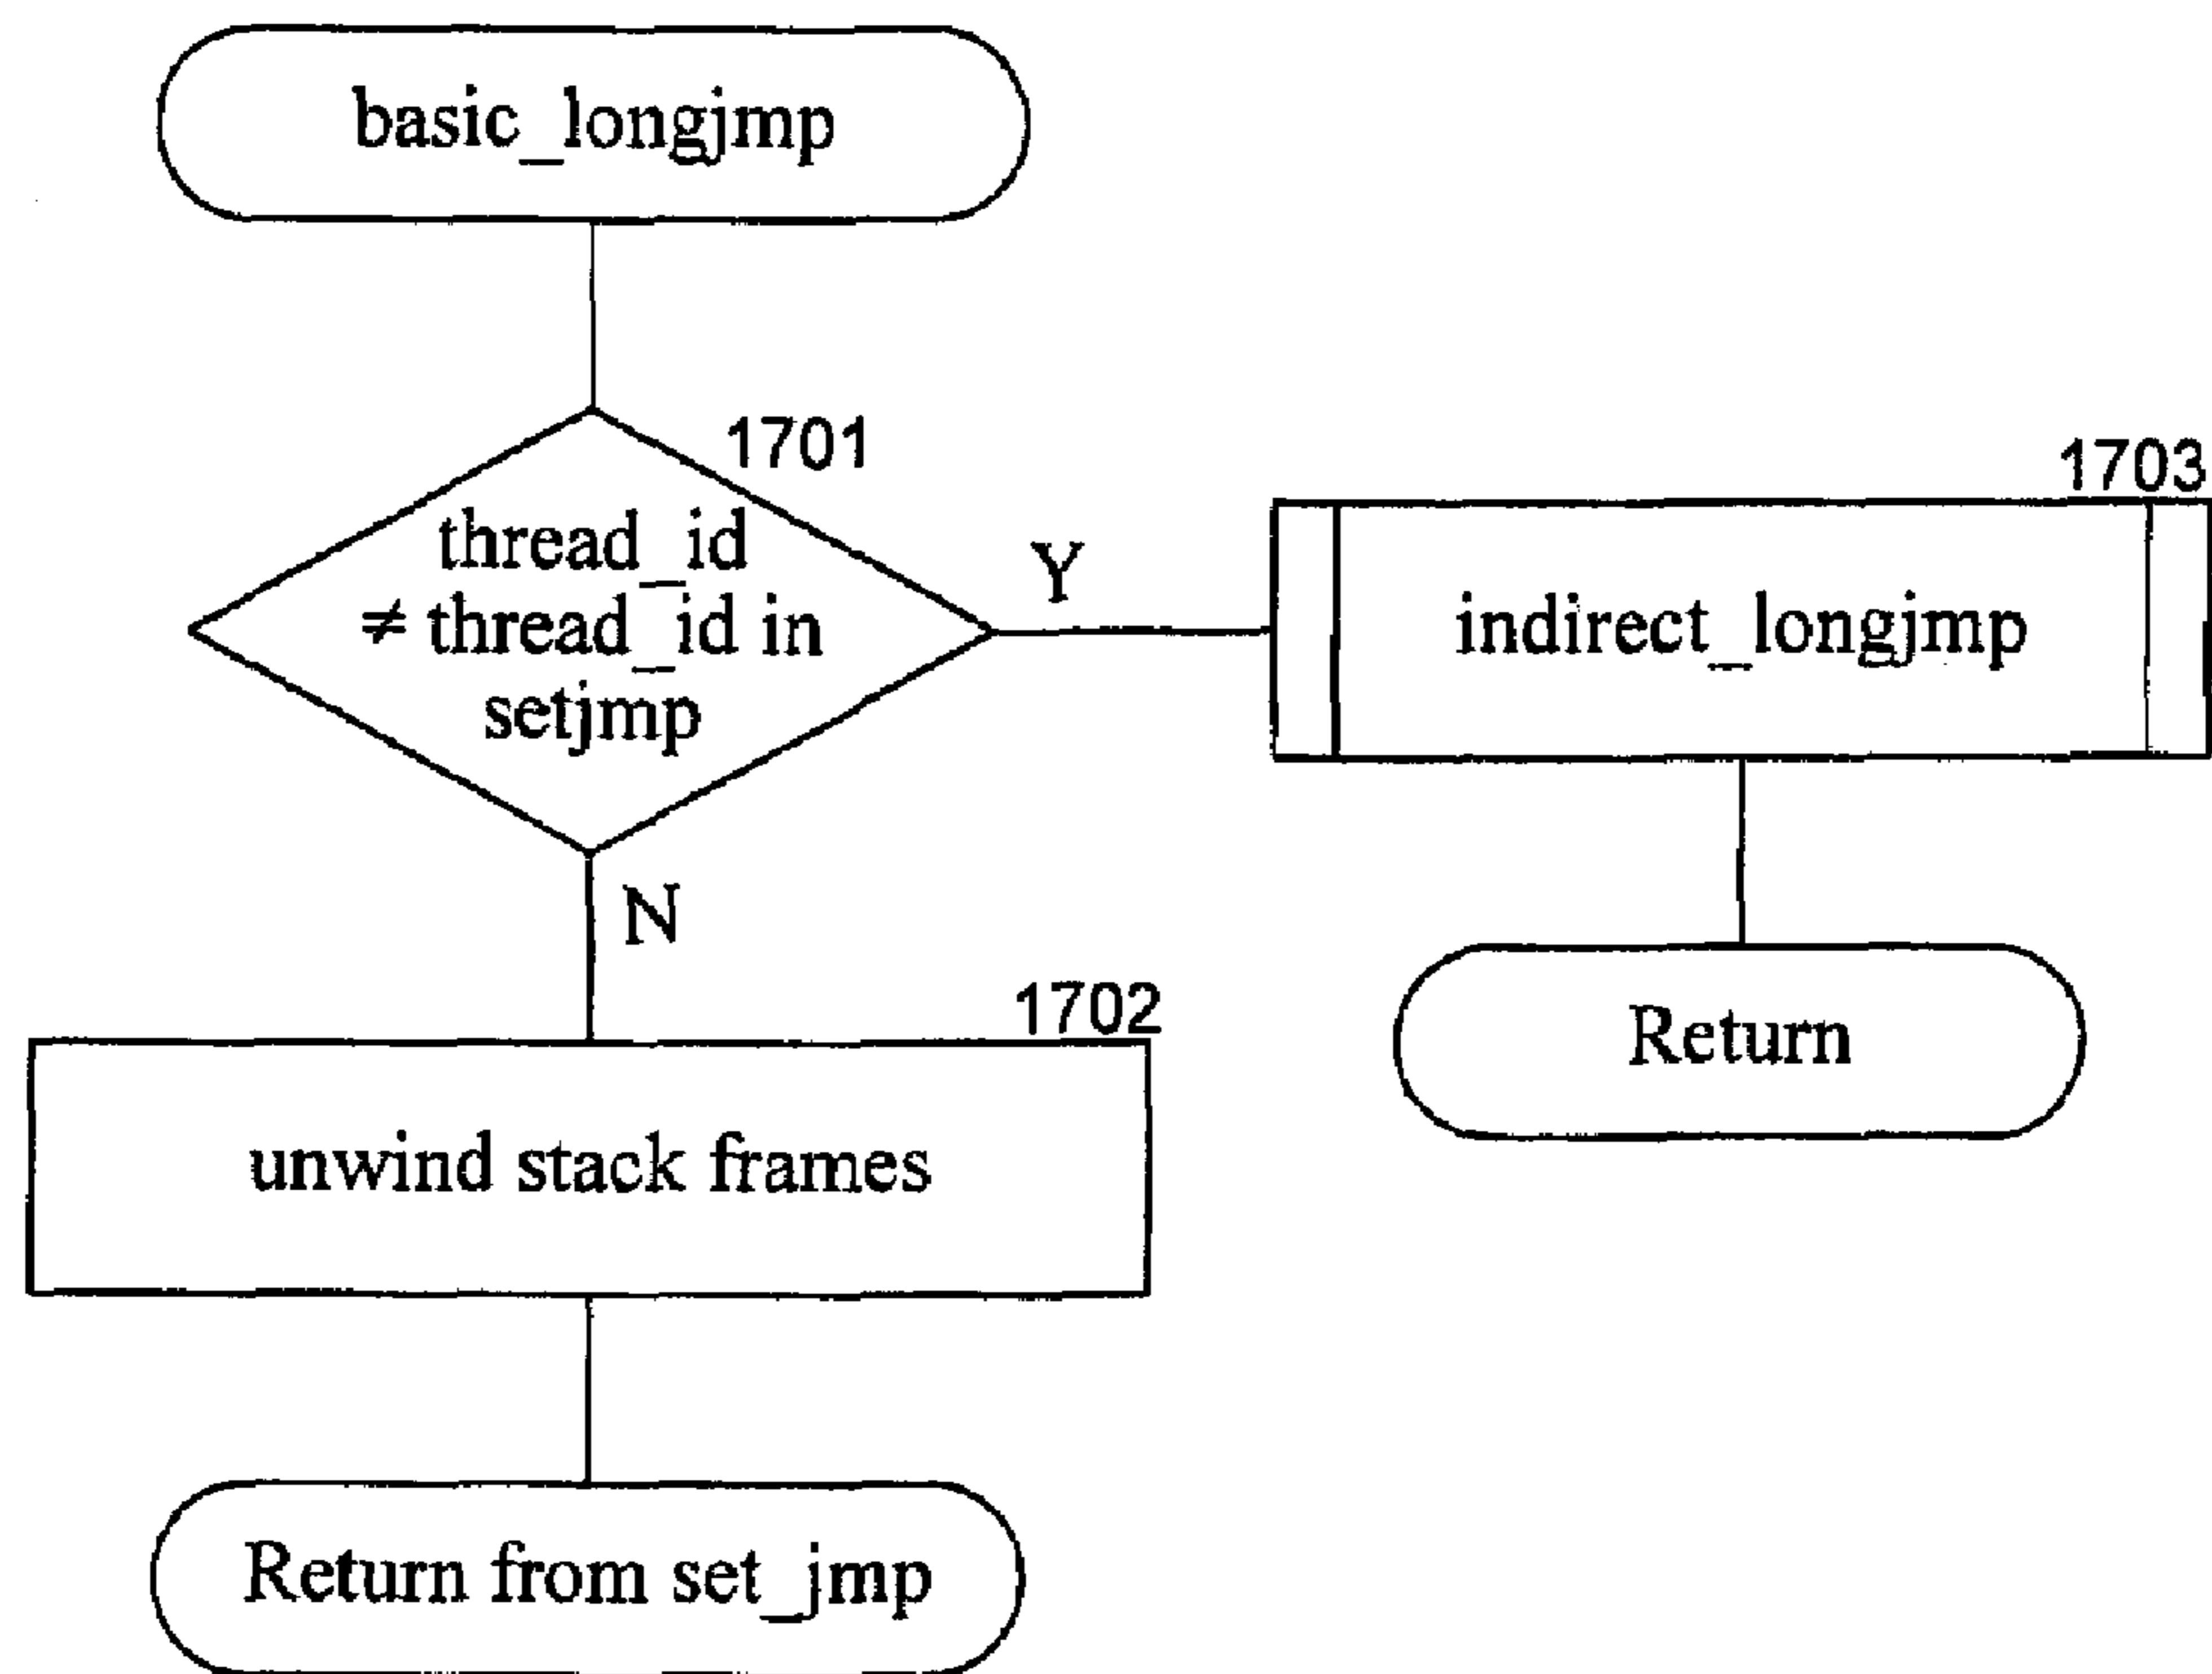 basic_longjmp
1701
thread_id
≠ thread_id in
setjmp
Y
1703
indirect_longjmp
Return
N
1702
unwind stack frames
Return from set_jmp